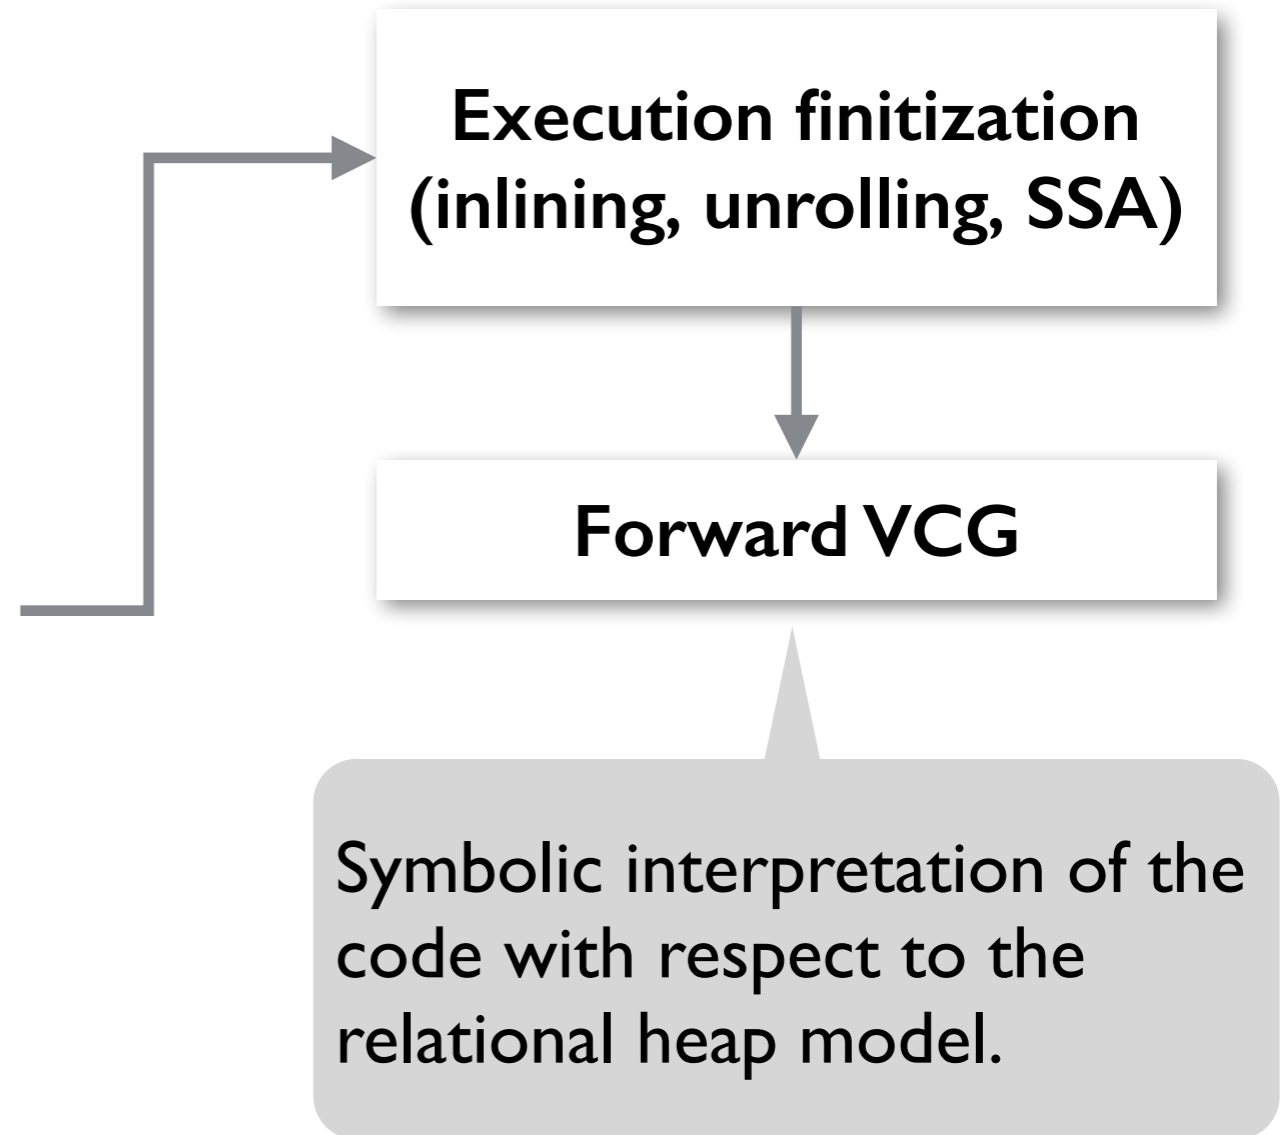 Execution finitization
(inlining, unrolling, SSA)
Forward VCG
Symbolic interpretation of the
code with respect to the
relational heap model.